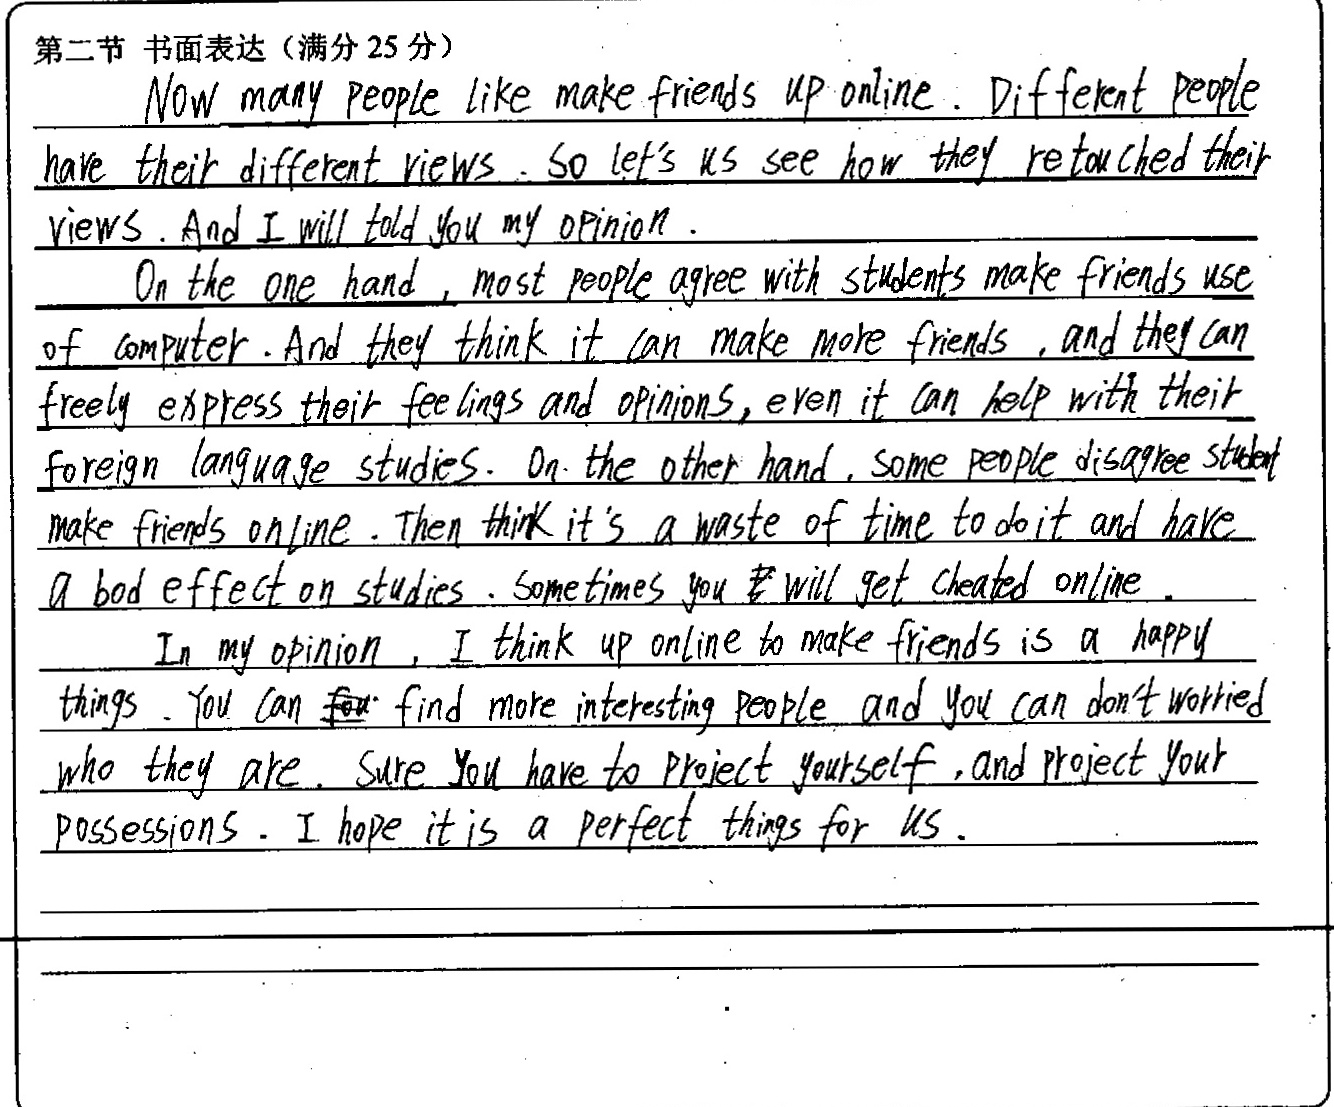 第二节 书面表达（满分 25 分）
Now many people like make friends up online. Different people
have their different views. So let's us see how they retouched their
views. And I will told you my opinion.
On the one hand, most people agree with students make friends use
of computer. And they think it can make more friends, and they can
freely express their feelings and opinions, even it can help with their
foreign language studies. On the other hand, some people disagree student
make friends online. Then think it's a waste of time to do it and have
a bod effect on studies. Sometimes you will get cheated online.
In my opinion, I think up online to make friends is a happy
things. You can find more interesting people and you can don't worried
who they are. Sure you have to project yourself, and project your
possessions. I hope it is a perfect things for us.